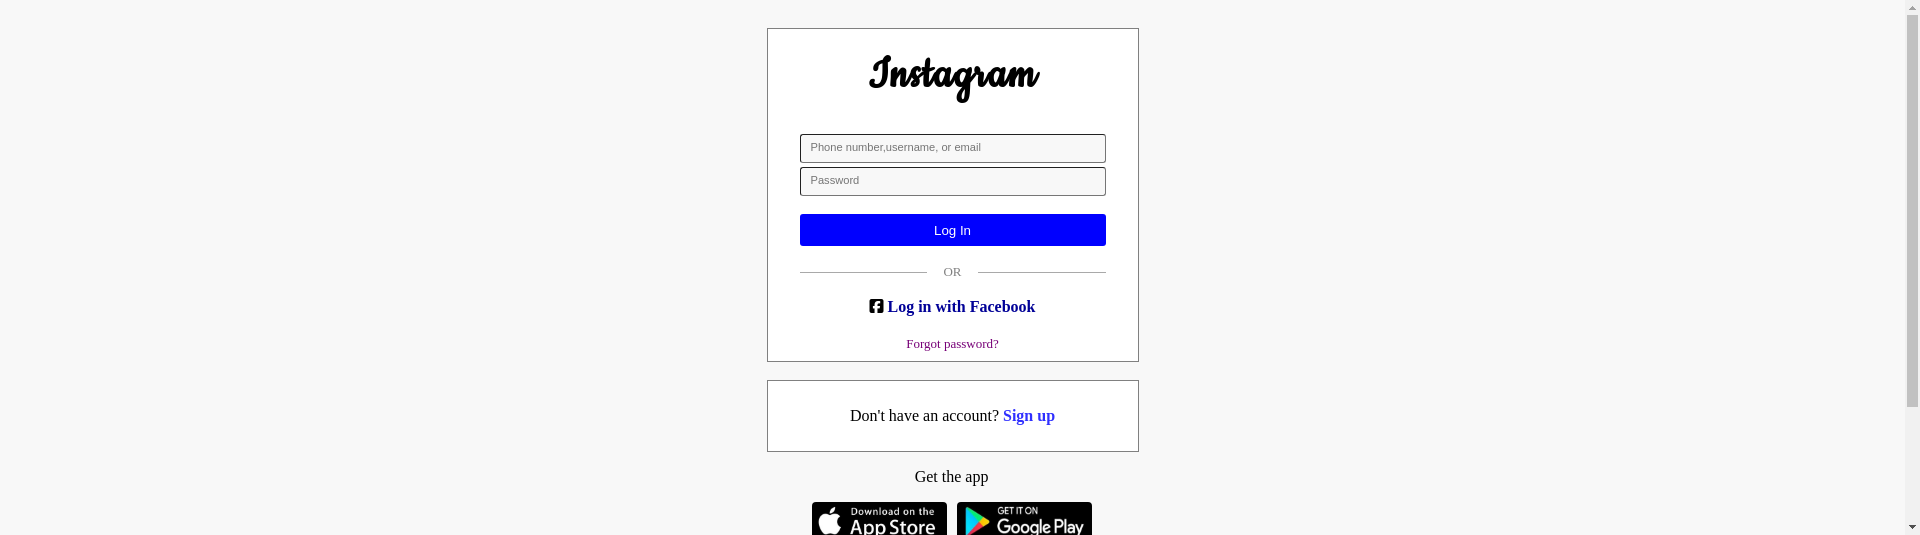 Instagram
Phone number,username, or email
Password
Log In
OR
Log in with Facebook
Forgot password?
Don't have an account? Sign up
Get the app
Download on the
App Store
GET IT ON
Google Play